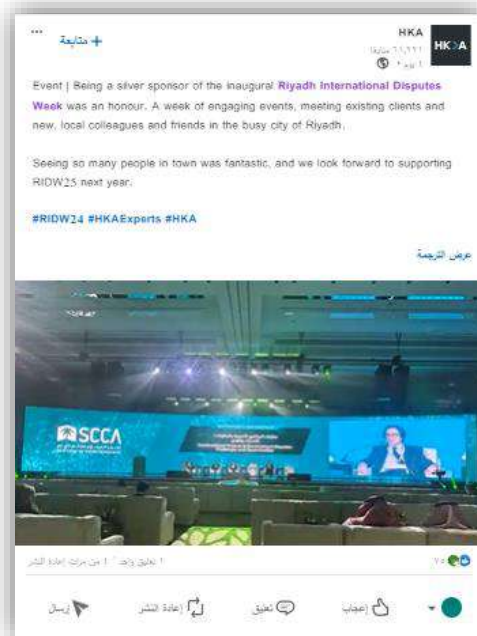 HKA
HK>A
+ متابعة
Event | Being a silver sponsor of the inaugural Riyadh International Disputes
Week was an honour. A week of engaging events, meeting existing clients and
new, local colleagues and friends in the busy city of Riyadh.
Seeing so many people in town was fantastic, and we look forward to supporting
RIDW25 next year.
#RIDW24 #HKAExperts #HKA
عرض الترجمة
SCCA
٧٥
إعجاب
تعليق
إعادة النشر
إرسال